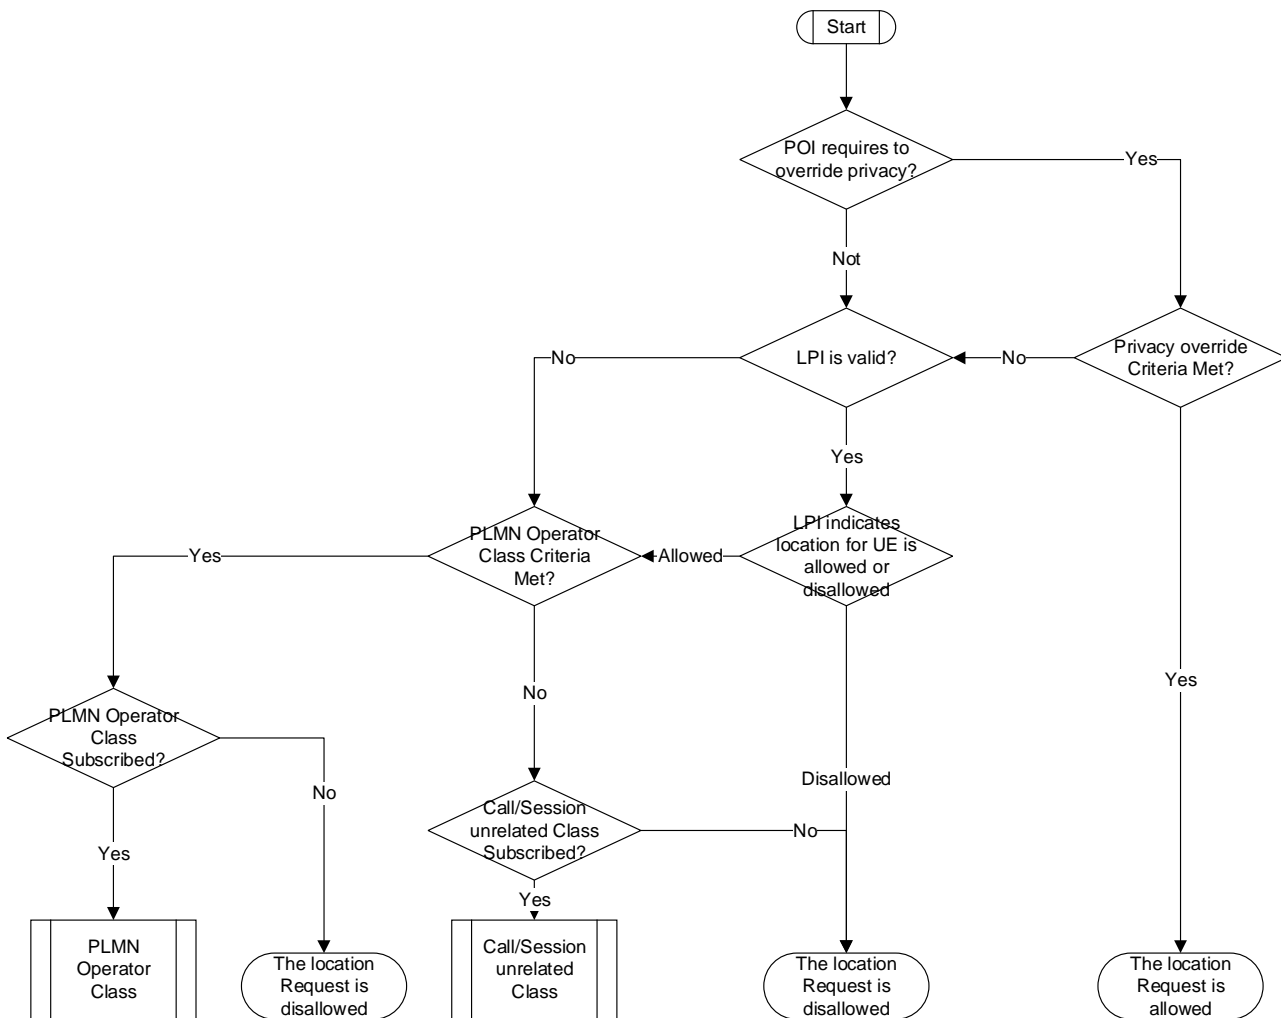 Start
POI requires to
override privacy?
Yes
Not
LPI is valid?
No
Privacy override
Criteria Met?
No
Yes
PLMN Operator
Class Criteria
Met?
Yes
Allowed
LPI indicates
location for UE is
allowed or
disallowed
Yes
No
PLMN Operator
Class
Subscribed?
No
Disallowed
Call/Session
unrelated Class
Subscribed?
No
Yes
Yes
PLMN
Operator
Class
The location
Request is
disallowed
Call/Session
unrelated
Class
The location
Request is
disallowed
The location
Request is
allowed